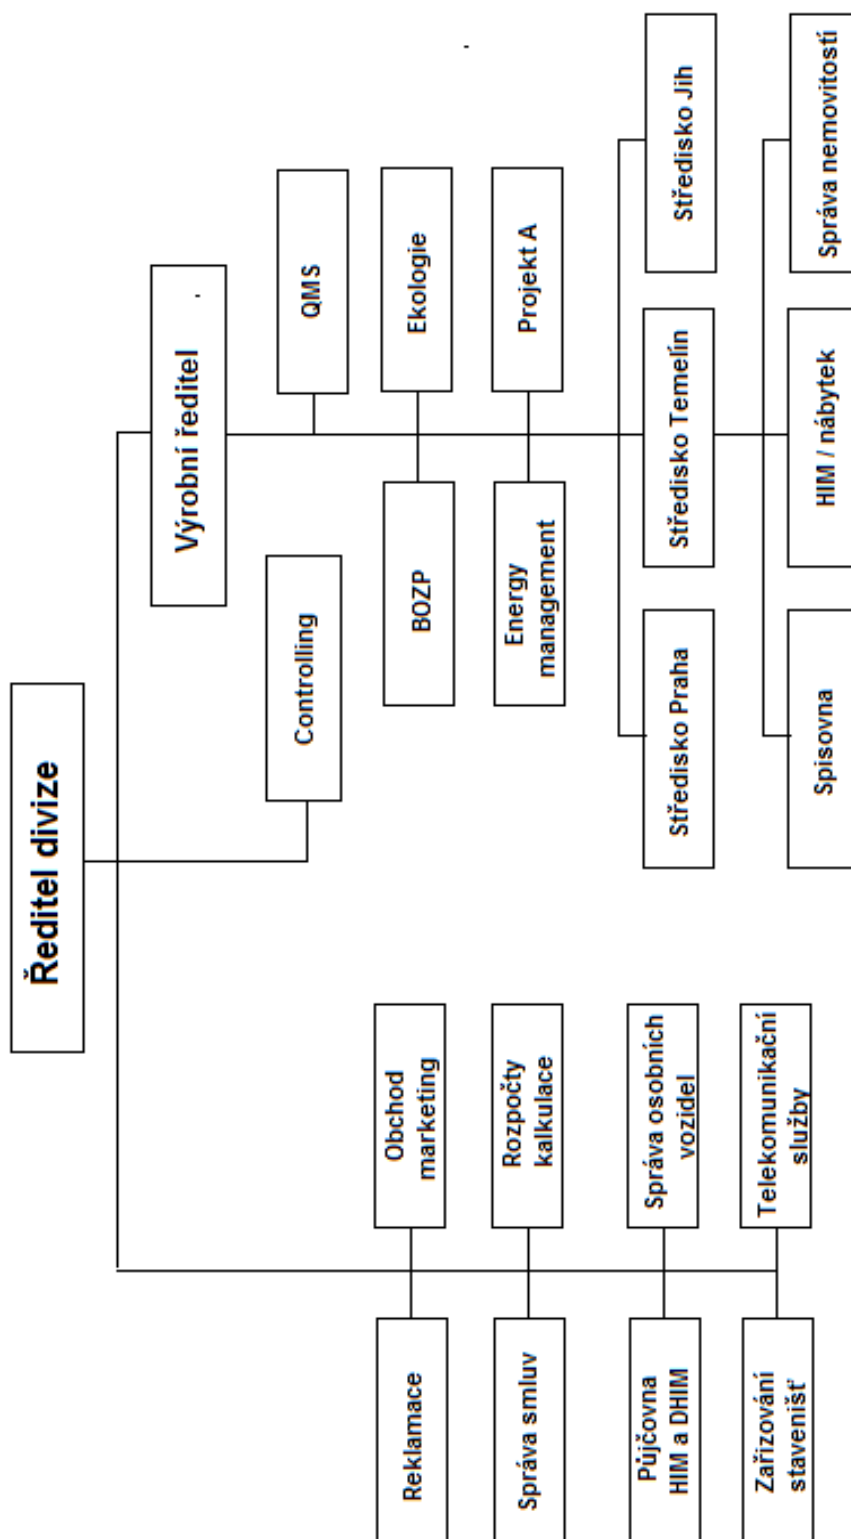 Ředitel divize
Výrobní ředitel
Controlling
QMS
BOZP
Ekologie
Energy
management
Projekt A
Středisko Praha
Středisko Temelín
Středisko Jih
Spisovna
HIM / nábytek
Správa nemovitostí
Reklamace
Obchod
marketing
Správa smluv
Rozpočty
kalkulace
Půjčovna
HIM a DHIM
Správa osobních
vozidel
Zařizování
stavenišť
Telekomunikační
služby